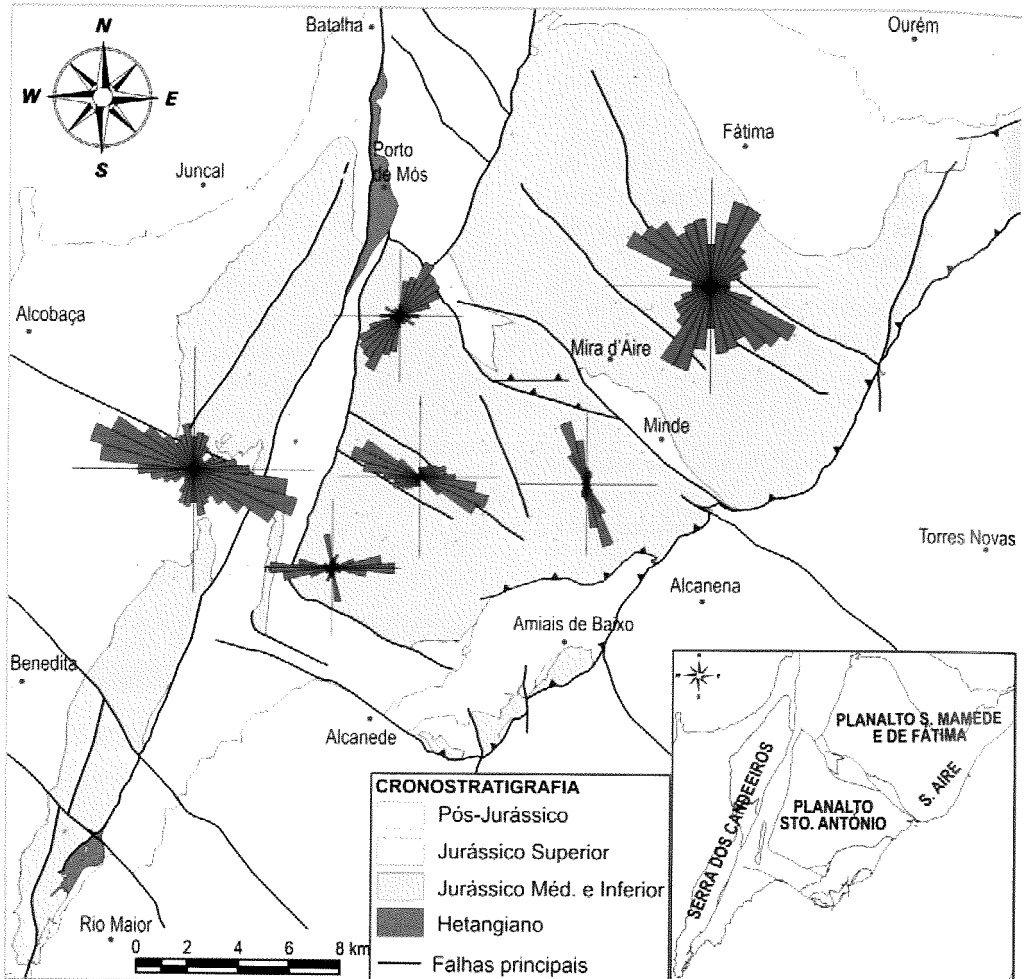 Batalha
Ourém
N
W E
S
Fátima
Juncal
Porto
de Mós
Alcobaça
Mira d'Aire
Minde
Torres Novas
Alcanena
Amiais de Baixo
Benedita
Alcanede
Rio Maior
0 2 4 6 8 km
CRONOSTRATIGRAFIA
Pós-Jurássico
Jurássico Superior
Jurássico Méd. e Inferior
Hetangiano
Falhas principais
PLANALTO S. MAMEDE
E DE FÁTIMA
S. AIRE
SERRA DOS CANDEEIROS
PLANALTO
STO. ANTÓNIO